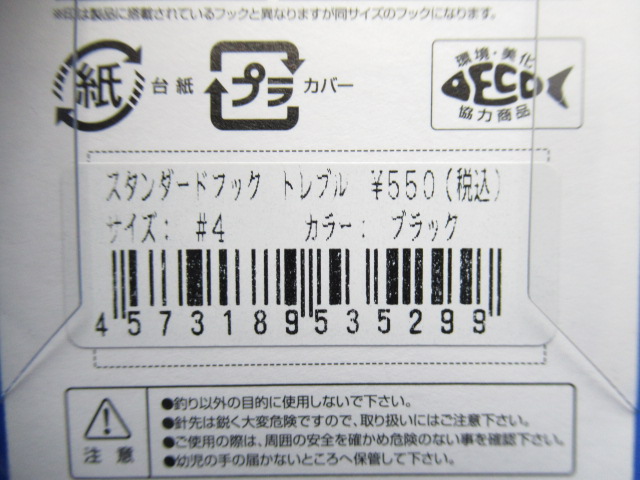 ※印は製品に搭載されているフックと異なりますが同サイズのフックになります。
紙 台紙 プラ カバー
環境・美化
ECO
協力商品
スタンダードフック トレブル ¥550(税込)
サイズ: #4 カラー: ブラック
4573189535299
注意
●釣り以外の目的に使用しないで下さい。
●針先は鋭く大変危険ですので、取り扱いにはご注意下さい。
●ご使用の際は、周囲の安全を確かめ危険のない事を確認下さい。
●幼児の手の届かないところへ保管して下さい。